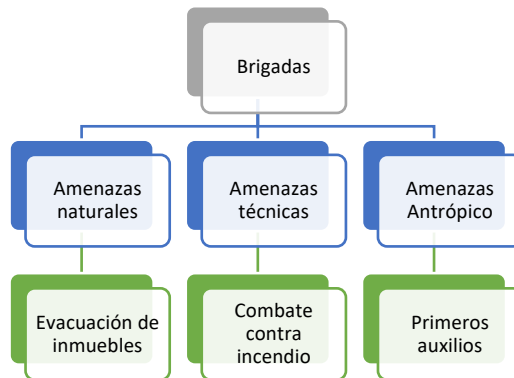 Brigadas
Amenazas
naturales
Amenazas
técnicas
Amenazas
Antrópico
Evacuación de
inmuebles
Combate
contra
incendio
Primeros
auxilios